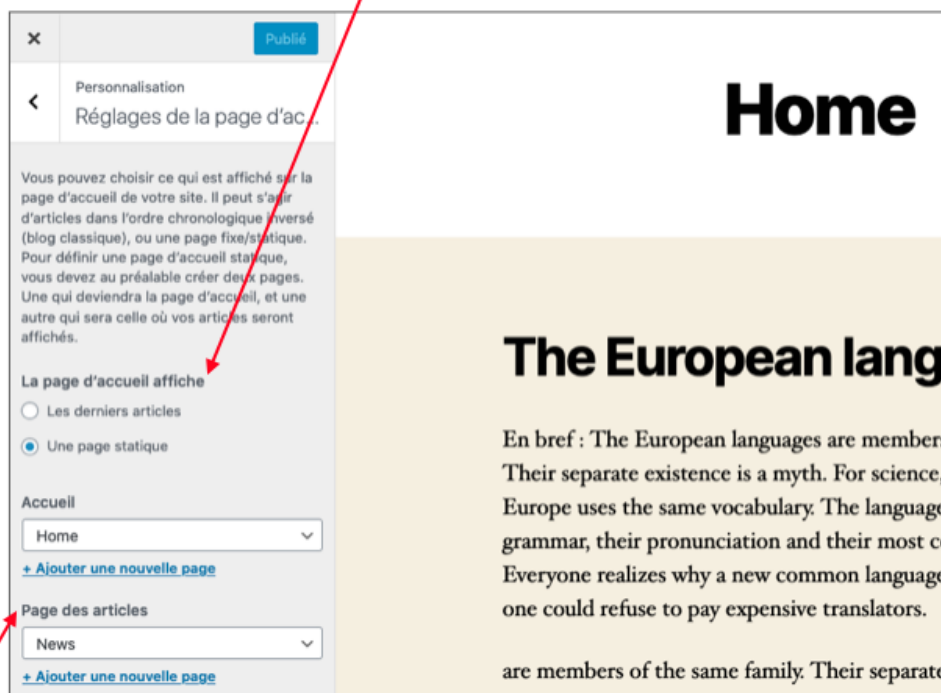 Publié
Personnalisation
Réglages de la page d'ac...
Vous pouvez choisir ce qui est affiché sur la
page d'accueil de votre site. Il peut s'agir
d'articles dans l'ordre chronologique inversé
(blog classique), ou une page fixe/statique.
Pour définir une page d'accueil statique,
vous devez au préalable créer deux pages.
Une qui deviendra la page d'accueil, et une
autre qui sera celle où vos articles seront
affichés.
La page d'accueil affiche
Les derniers articles
Une page statique
Accueil
Home
+ Ajouter une nouvelle page
Page des articles
News
+ Ajouter une nouvelle page
Home
The European lang
En bref : The European languages are member
Their separate existence is a myth. For science,
Europe uses the same vocabulary. The language
grammar, their pronunciation and their most c
Everyone realizes why a new common language
one could refuse to pay expensive translators.
are members of the same family. Their separate